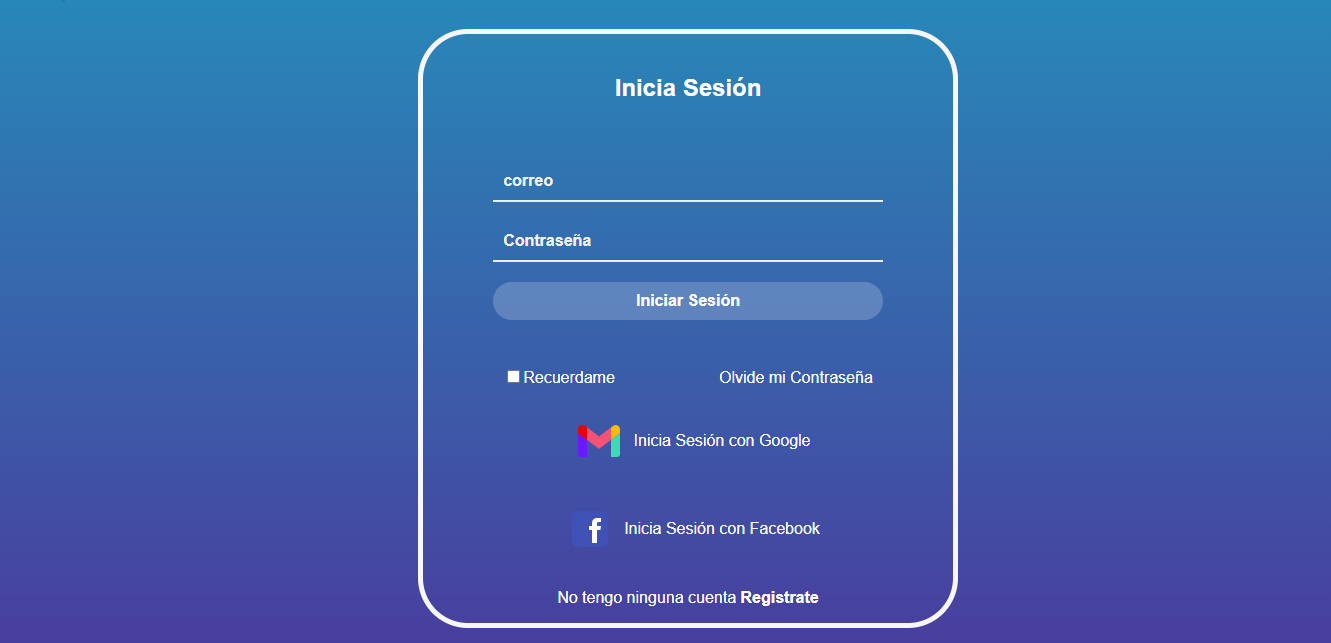 Inicia Sesión
correo
Contraseña
Iniciar Sesión
Recuerdame Olvide mi Contraseña
Inicia Sesión con Google
Inicia Sesión con Facebook
No tengo ninguna cuenta Registrate